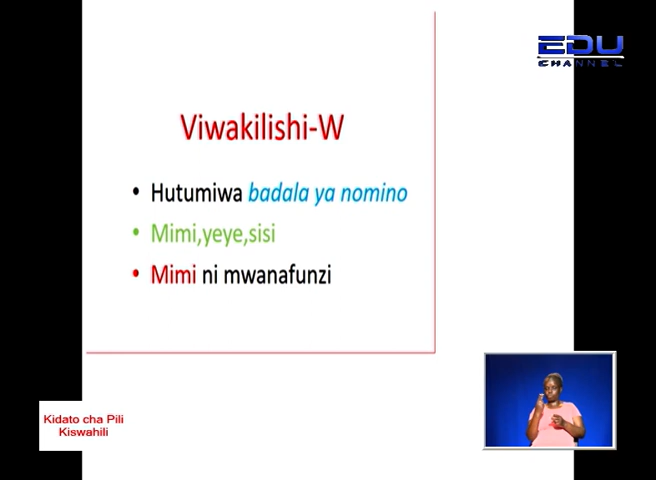 EDU
CHANNEL
Viwakilishi-W
• Hutumiwa badala ya nomino
• Mimi,yeye,sisi
• Mimi ni mwanafunzi
Kidato cha Pili
Kiswahili